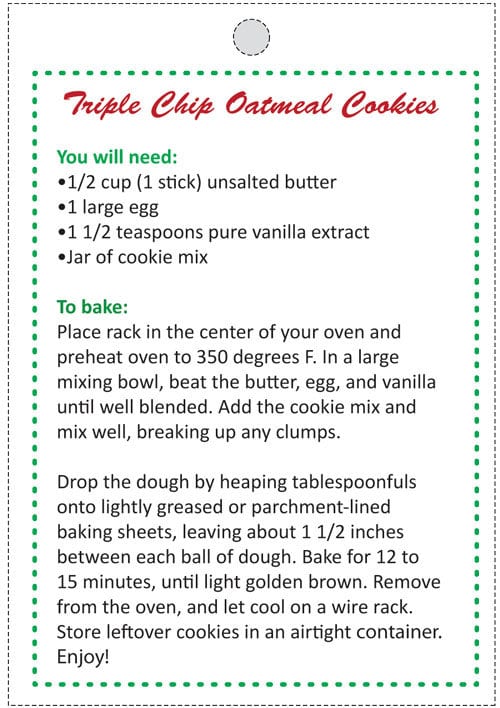 Triple Chip Oatmeal Cookies
You will need:
•1/2 cup (1 stick) unsalted butter
•1 large egg
•1 1/2 teaspoons pure vanilla extract
•Jar of cookie mix
To bake:
Place rack in the center of your oven and
preheat oven to 350 degrees F. In a large
mixing bowl, beat the butter, egg, and vanilla
until well blended. Add the cookie mix and
mix well, breaking up any clumps.
Drop the dough by heaping tablespoonfuls
onto lightly greased or parchment-lined
baking sheets, leaving about 1 1/2 inches
between each ball of dough. Bake for 12 to
15 minutes, until light golden brown. Remove
from the oven, and let cool on a wire rack.
Store leftover cookies in an airtight container.
Enjoy!